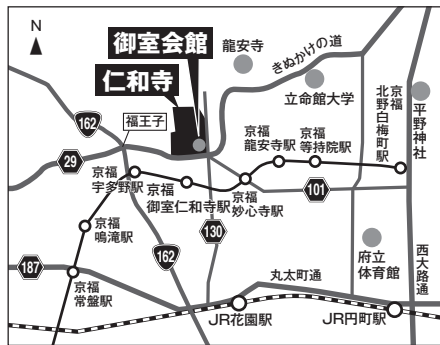 N
御室会館
仁和寺
龍安寺
きぬかけの道
立命館大学
京福
北野白梅町駅
平野神社
162
福王子
京福
龍安寺駅
京福
等持院駅
29
京福
宇多野駅
京福
御室仁和寺駅
京福
妙心寺駅
101
京福
鳴滝駅
130
162
府立
体育館
西大路通
187
京福
常盤駅
丸太町通
JR花園駅
JR円町駅